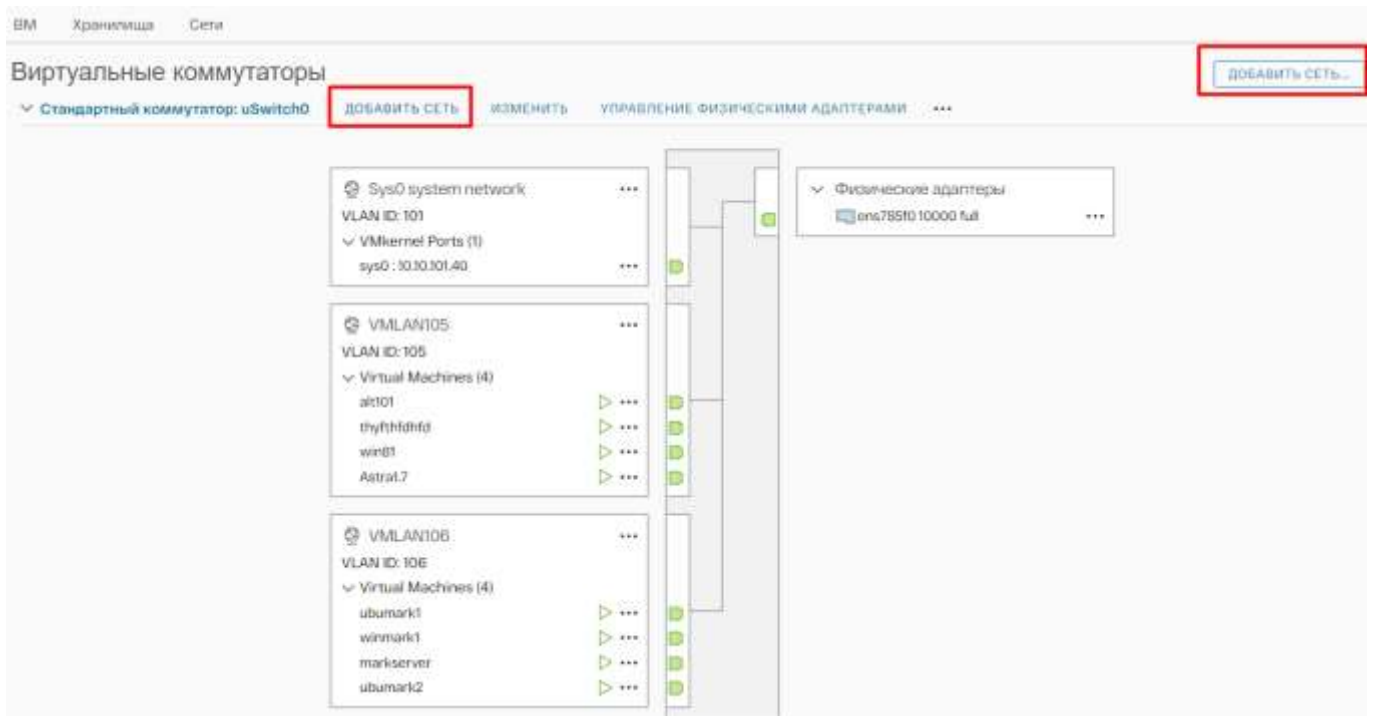 ВМ Хранилища Сети
Виртуальные коммутаторы
ДОБАВИТЬ СЕТЬ...
Стандартный коммутатор: uSwitch0 ДОБАВИТЬ СЕТЬ ИЗМЕНИТЬ УПРАВЛЕНИЕ ФИЗИЧЕСКИМИ АДАПТЕРАМИ
Sys0 system network
VLAN ID: 101
VMkernel Ports (1)
sys0 : 10.10.101.40
Физические адаптеры
ens785f0 10000 full
VMLAN105
VLAN ID: 105
Virtual Machines (4)
alt101
thyfthfdhfd
win81
Astra1.7
VMLAN106
VLAN ID: 106
Virtual Machines (4)
ubumark1
winmark1
markserver
ubumark2